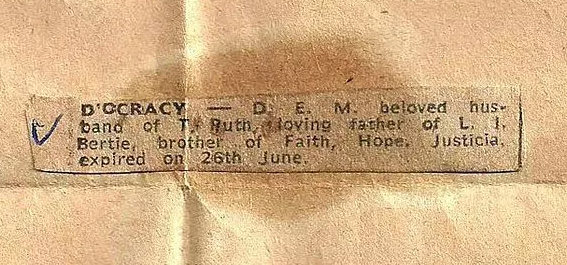 D'OCRACY — D. E. M. beloved hus-
band of T. Ruth, loving father of L. I.
Bertie, brother of Faith, Hope, Justicia,
expired on 26th June.